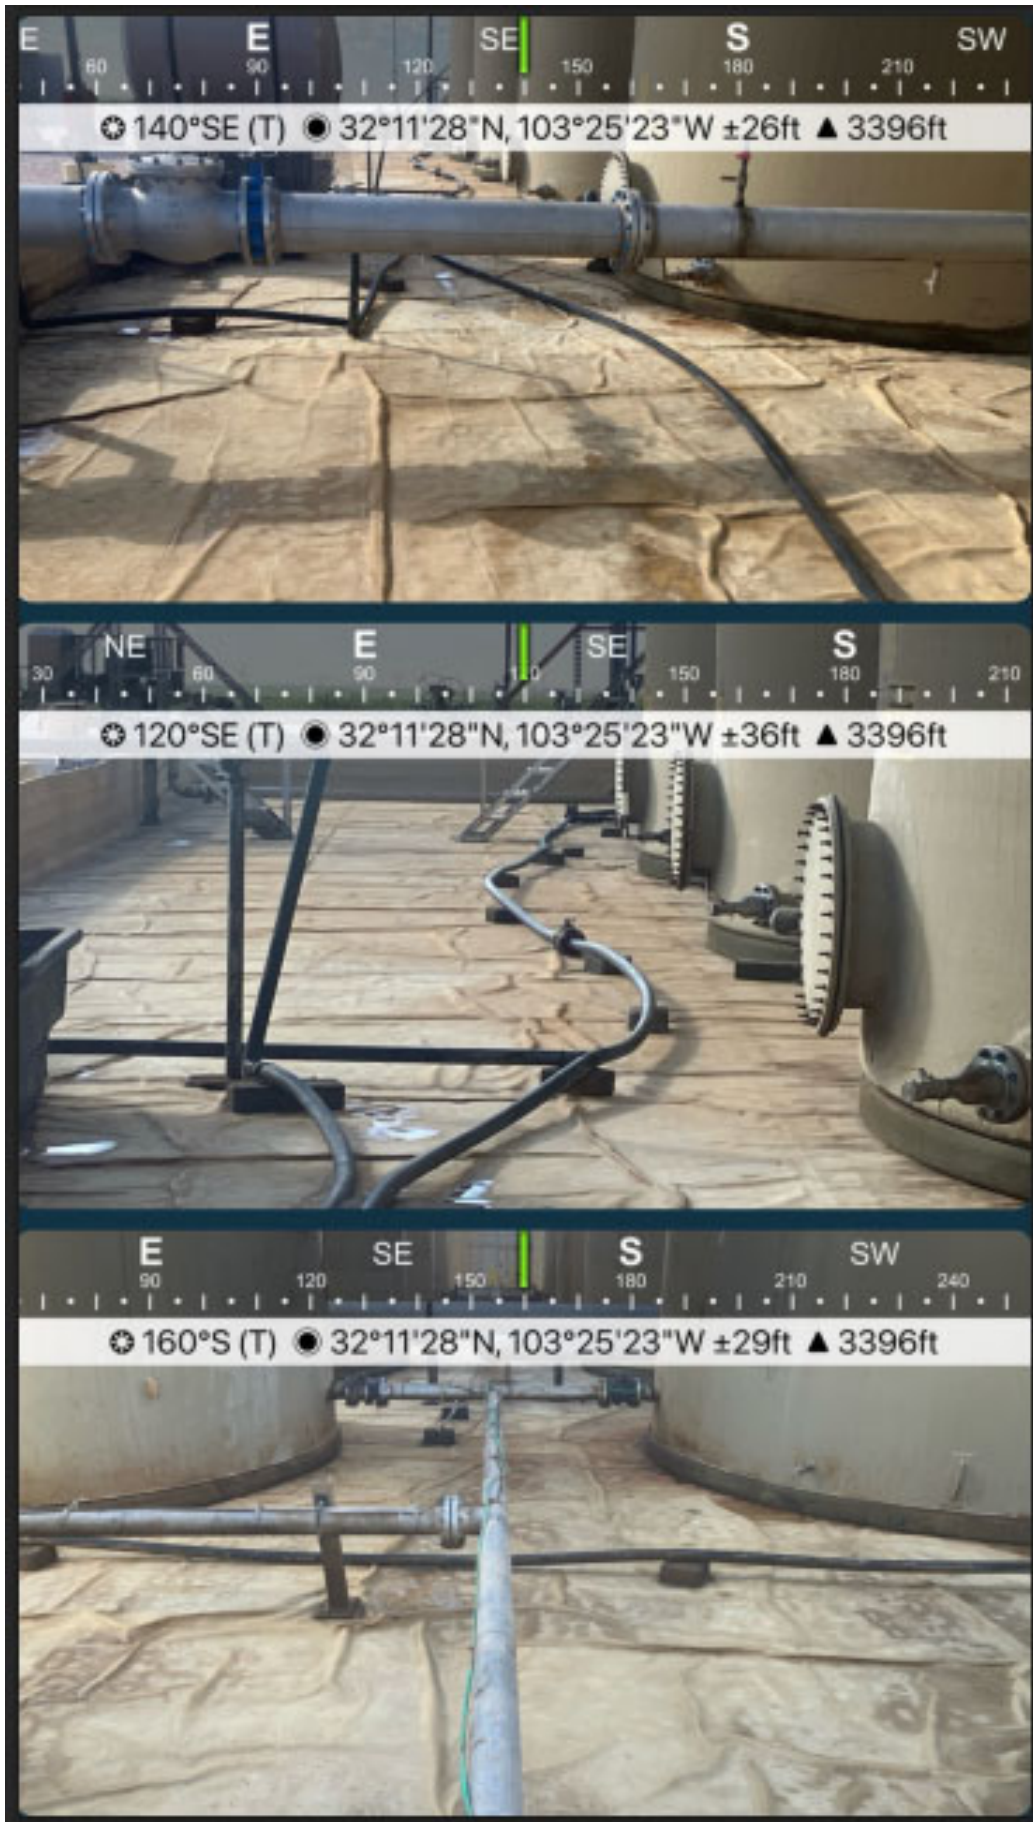 E E SE S SW
60 90 120 150 180 210
140°SE (T) 32°11'28"N, 103°25'23"W ±26ft ▲ 3396ft
NE E SE S
30 60 90 120 150 180 210
120°SE (T) 32°11'28"N, 103°25'23"W ±36ft ▲ 3396ft
E SE S SW
90 120 150 180 210 240
160°S (T) 32°11'28"N, 103°25'23"W ±29ft ▲ 3396ft